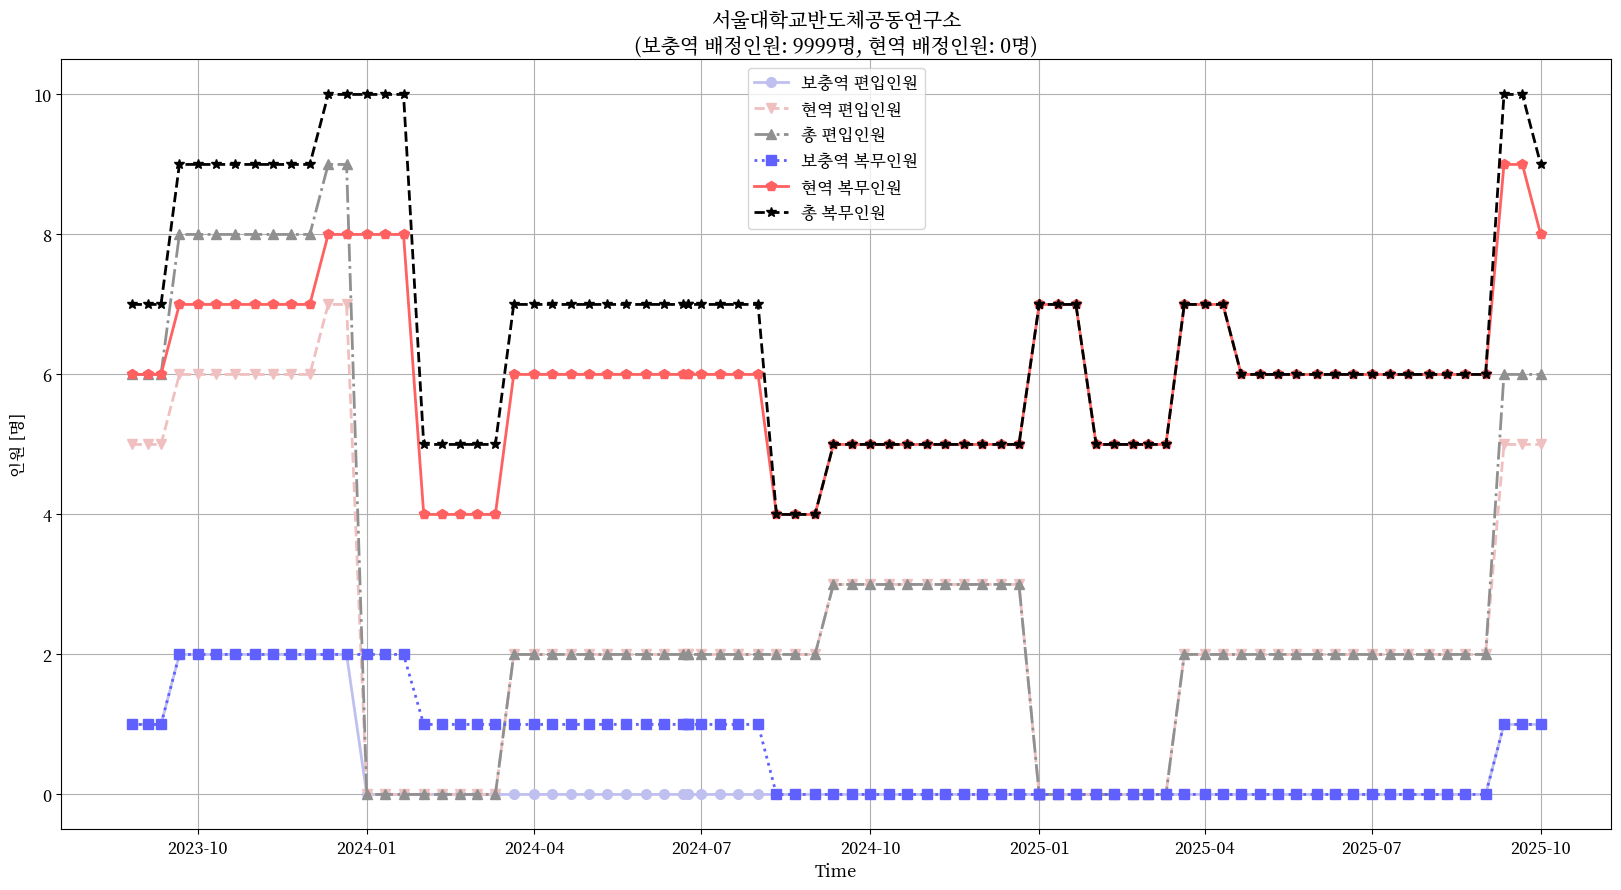 서울대학교반도체공동연구소
(보충역 배정인원: 9999명, 현역 배정인원: 0명)
보충역 편입인원
현역 편입인원
총 편입인원
보충역 복무인원
현역 복무인원
총 복무인원
인원 [명]
10
8
6
4
2
0
2023-10
2024-01
2024-04
2024-07
2024-10
2025-01
2025-04
2025-07
2025-10
Time